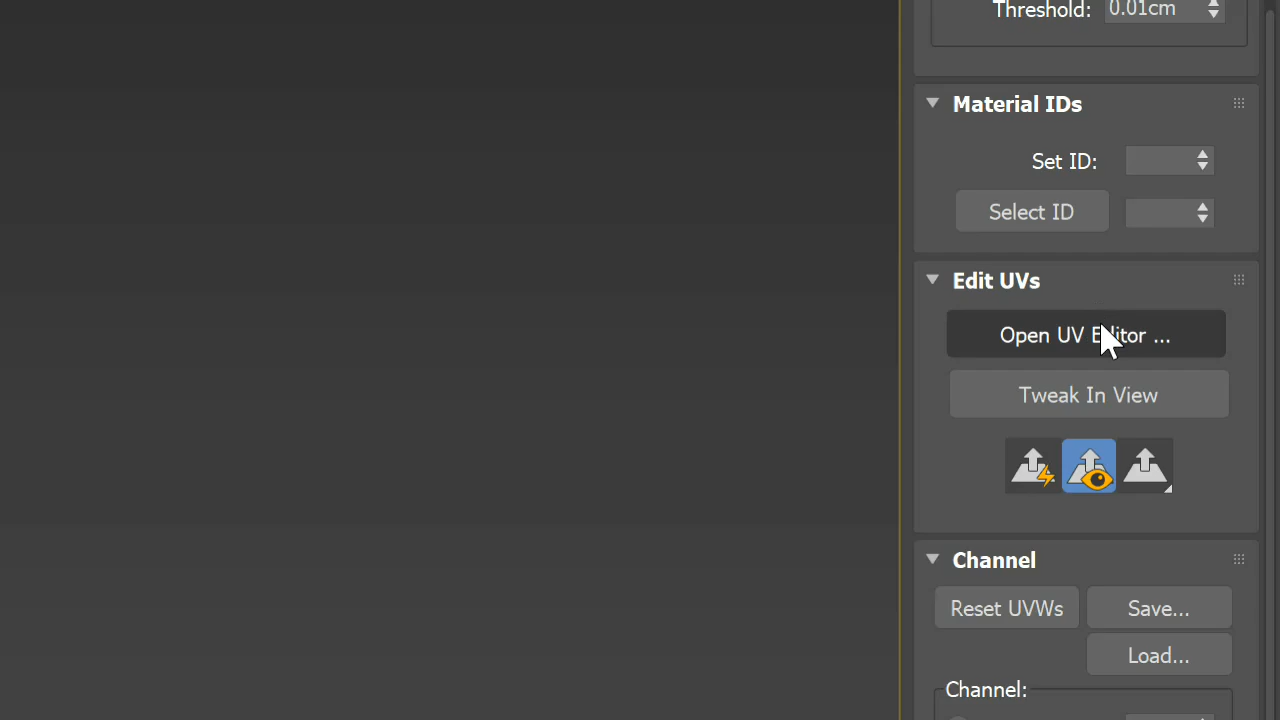 Threshold: 0.01cm
Material IDs
Set ID:
Select ID
Edit UVs
Open UV Editor ...
Tweak In View
Channel
Reset UVWs Save...
Load...
Channel: